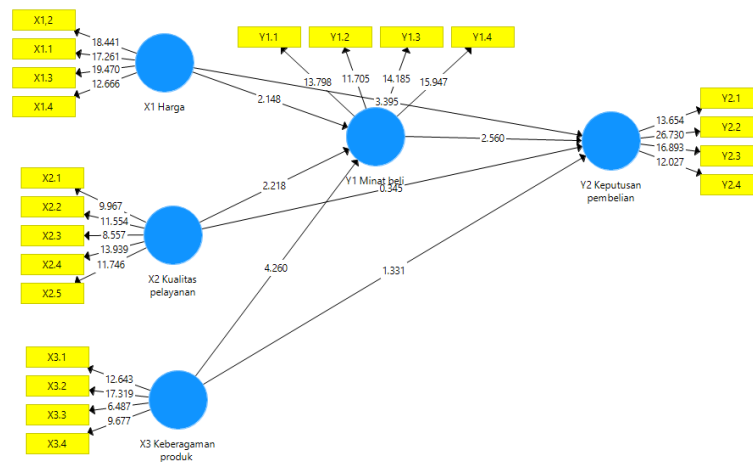 X1,2
X1.1
X1.3
X1.4
18.441
17.261
19.470
12.666
X1 Harga
Y1.1
Y1.2
Y1.3
Y1.4
13.798
11.705
14.185
15.947
2.148
3.395
Y1 Minat beli
2.560
Y2.1
Y2.2
Y2.3
Y2.4
13.654
26.730
16.893
12.027
Y2 Keputusan
pembelian
X2.1
X2.2
X2.3
X2.4
X2.5
9.967
11.554
8.557
13.939
11.746
X2 Kualitas
pelayanan
2.218
0.345
4.260
1.331
X3.1
X3.2
X3.3
X3.4
12.643
17.319
6.487
9.677
X3 Keberagaman
produk